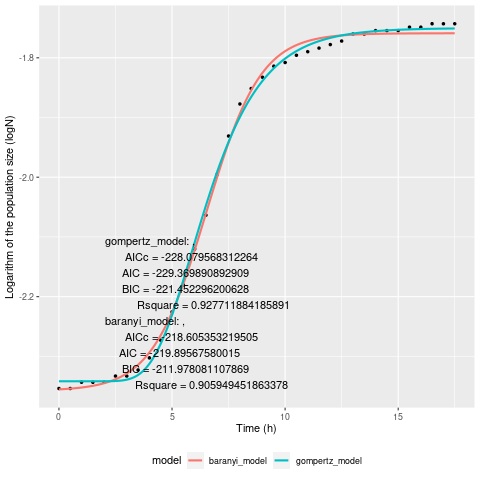 Logarithm of the population size (logN)
-1.8
-2.0
-2.2
gompertz_model: ,
AICc = -228.079568312264
AIC = -229.369890892909
BIC = -221.452296200628
Rsquare = 0.927711884185891
baranyi_model: ,
AICc = -218.605353219505
AIC = -219.89567580015
BIC = -211.978081107869
Rsquare = 0.905949451863378
0 5 10 15
Time (h)
model baranyi_model gompertz_model